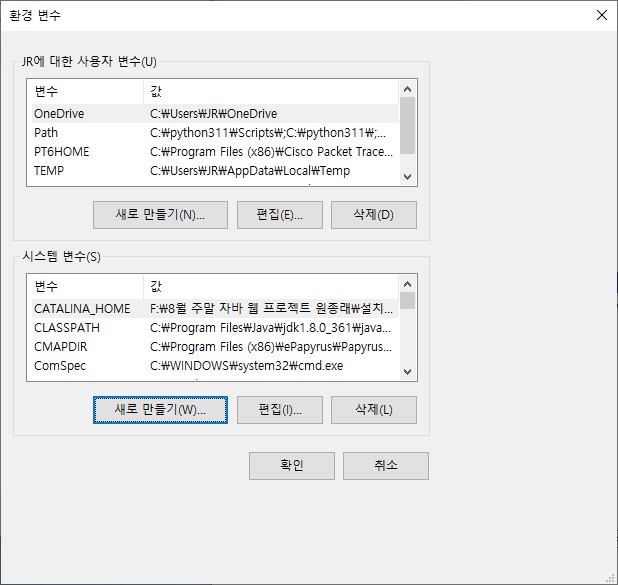 환경 변수
JR에 대한 사용자 변수(U)
변수 값
OneDrive C:₩Users₩JR₩OneDrive
Path C:₩python311₩Scripts₩;C:₩python311₩;...
PT6HOME C:₩Program Files (x86)₩Cisco Packet Trace...
TEMP C:₩Users₩JR₩AppData₩Local₩Temp
새로 만들기(N)... 편집(E)... 삭제(D)
시스템 변수(S)
변수 값
CATALINA_HOME F:₩8월 주말 자바 웹 프로젝트 원종래₩설치...
CLASSPATH C:₩Program Files₩Java₩jdk1.8.0_361₩java...
CMAPDIR C:₩Program Files (x86)₩ePapyrus₩Papyrus...
ComSpec C:₩WINDOWS₩system32₩cmd.exe
새로 만들기(W)... 편집(I)... 삭제(L)
확인 취소